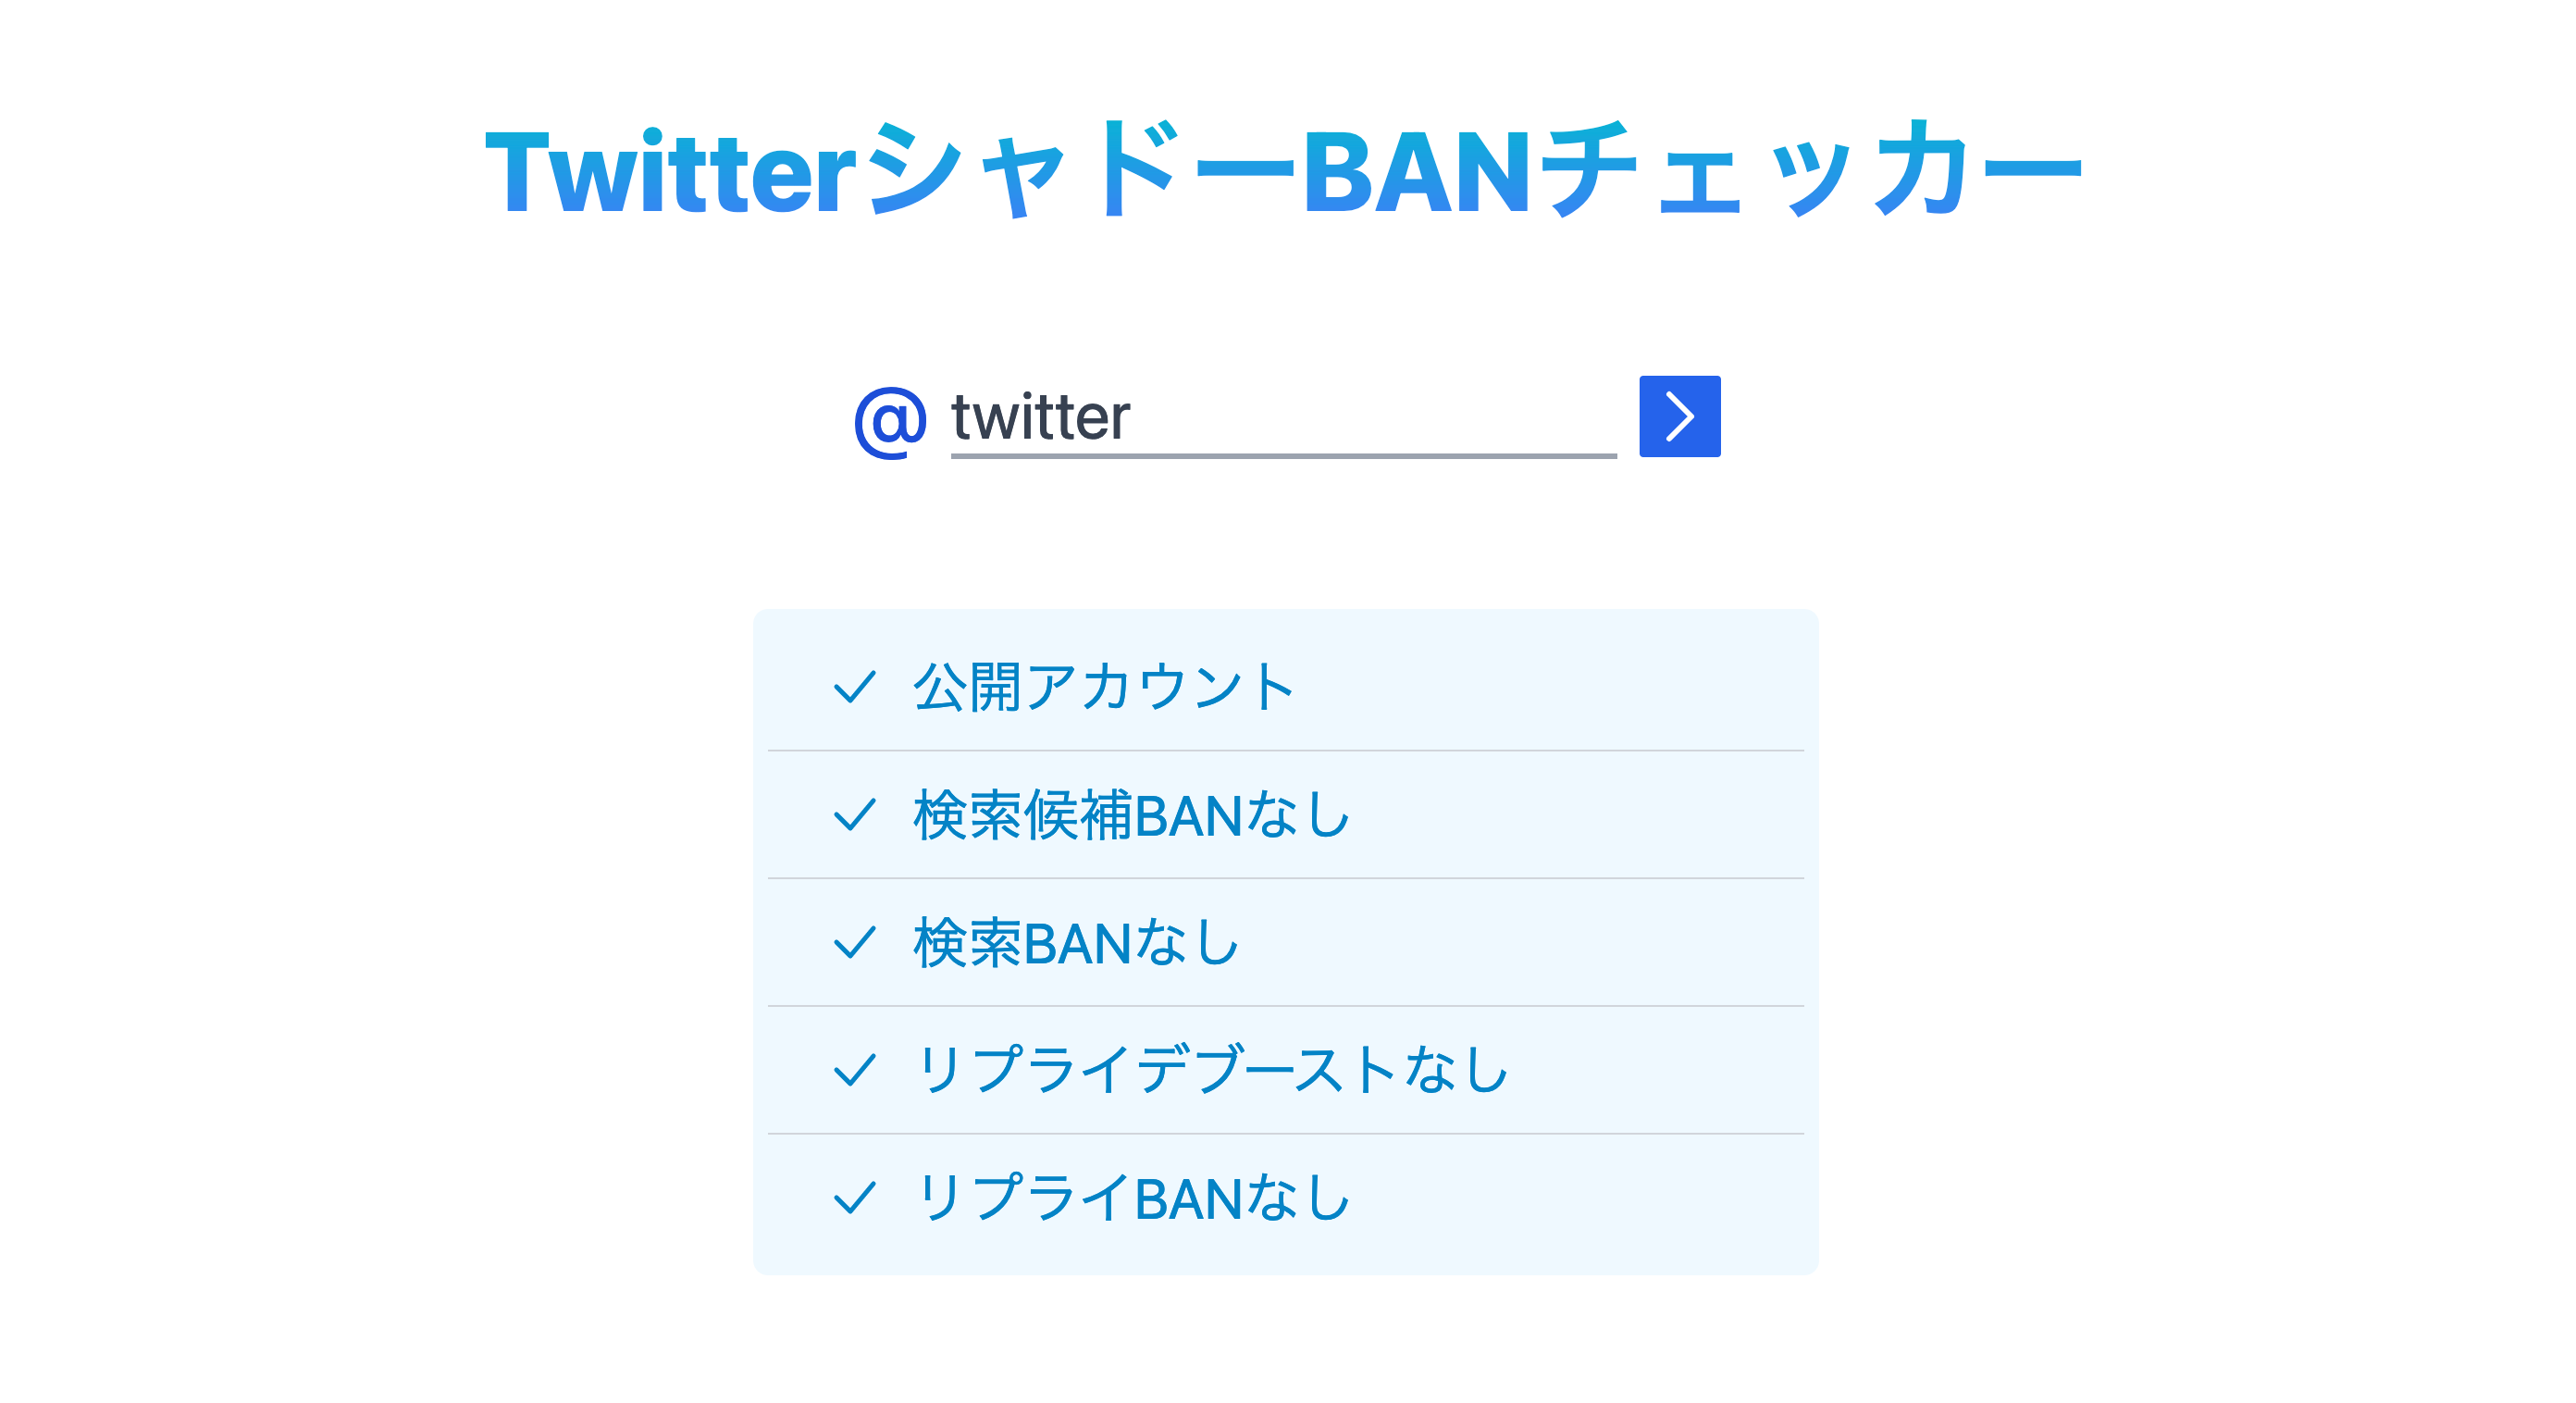 TwitterシャドーBANチェッカー
@ twitter
公開アカウント
検索候補BANなし
検索BANなし
リプライデブーストなし
リプライBANなし